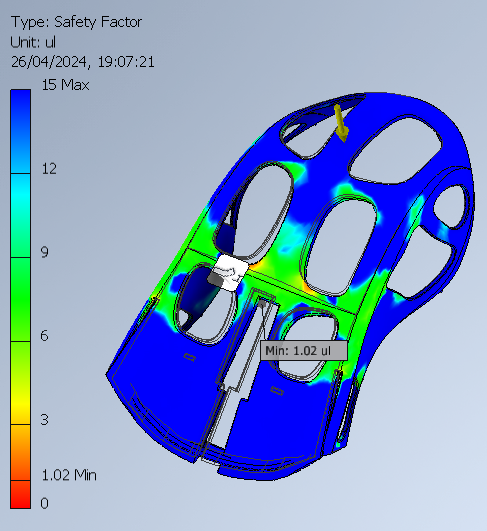 Type: Safety Factor
Unit: ul
26/04/2024, 19:07:21
15 Max
12
9
6
3
1.02 Min
0
Min: 1.02 ul